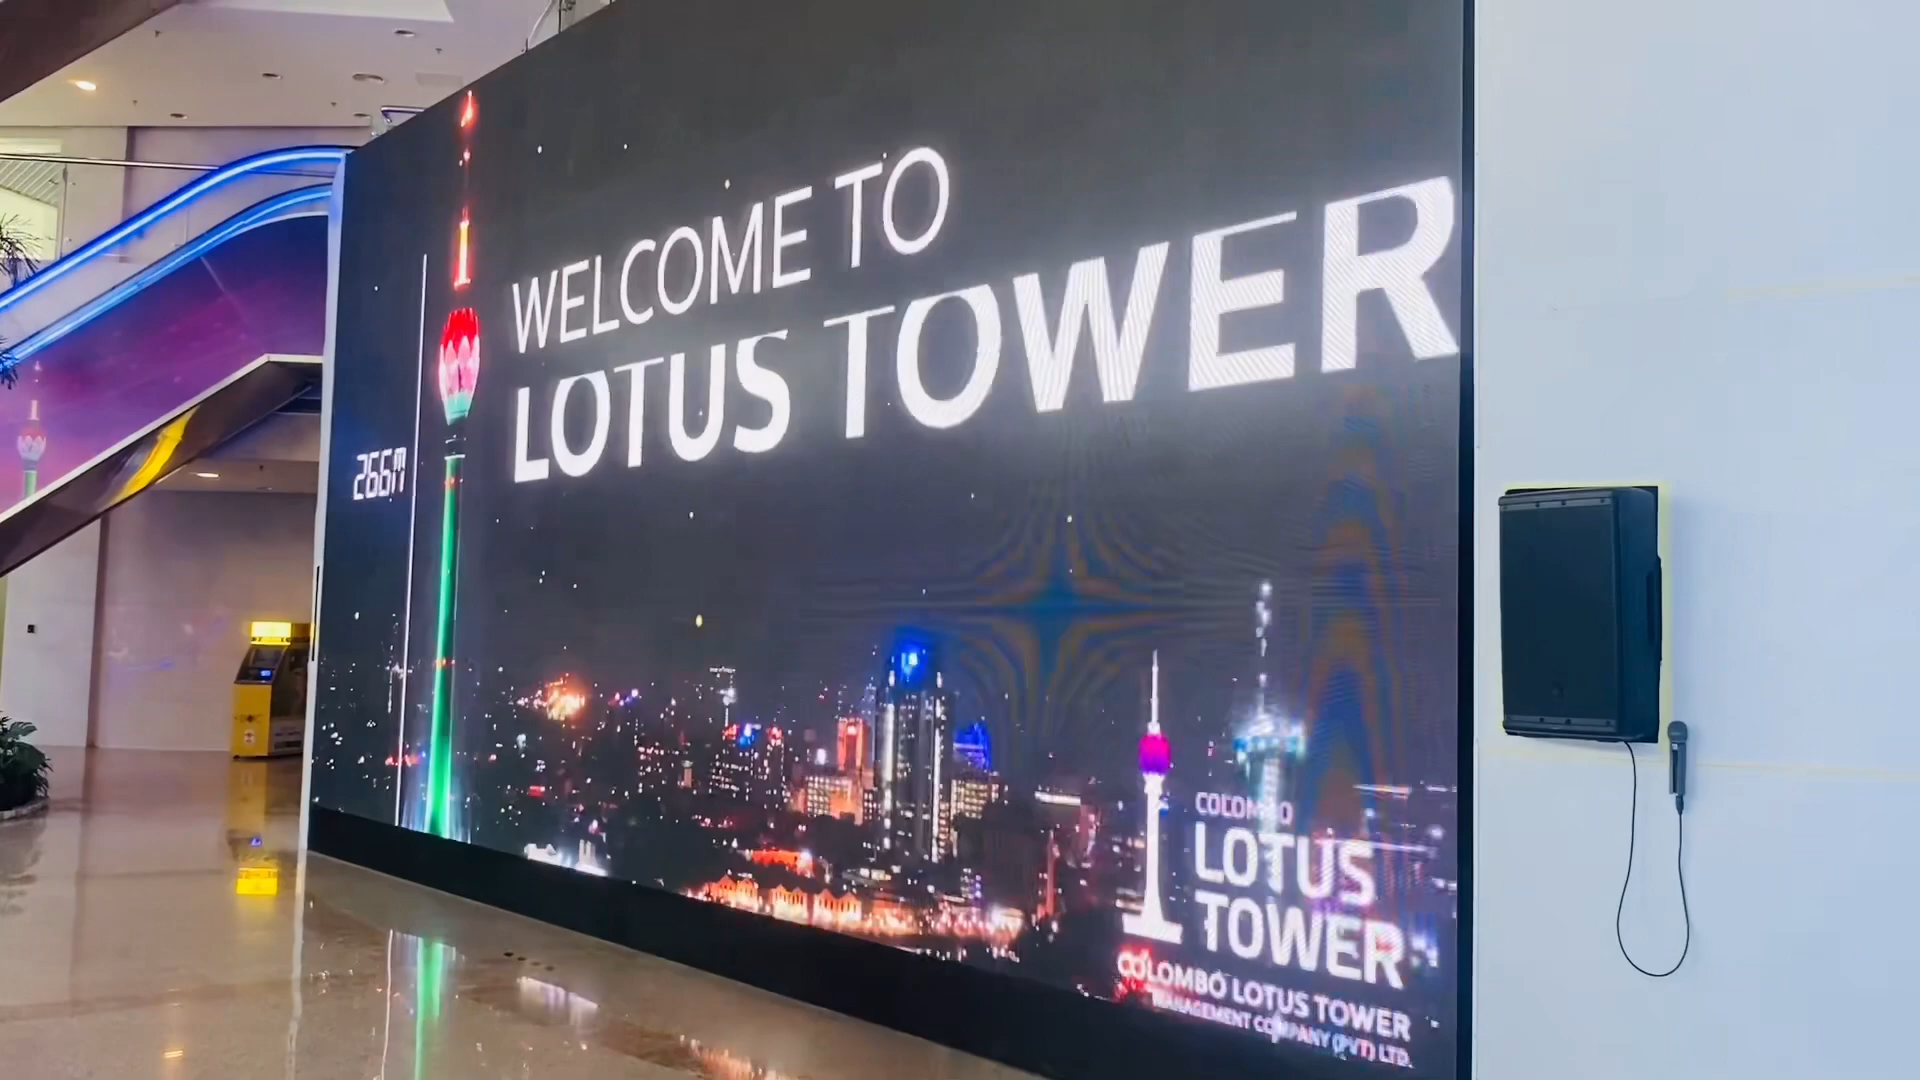 WELCOME TO
LOTUS TOWER
266M
COLOMBO
LOTUS
TOWER
COLOMBO LOTUS TOWER
MANAGEMENT COMPANY (PVT) LTD.